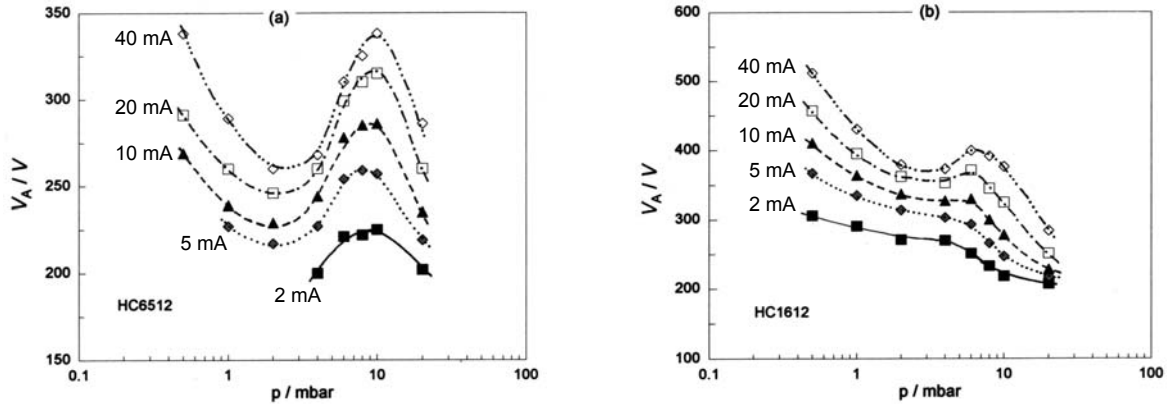 (a)
350
300
250
200
150
V_A / V
40 mA
20 mA
10 mA
5 mA
2 mA
HC6512
0.1 1 10 100
p / mbar
(b)
600
500
400
300
200
100
V_A / V
40 mA
20 mA
10 mA
5 mA
2 mA
HC1612
0.1 1 10 100
p / mbar